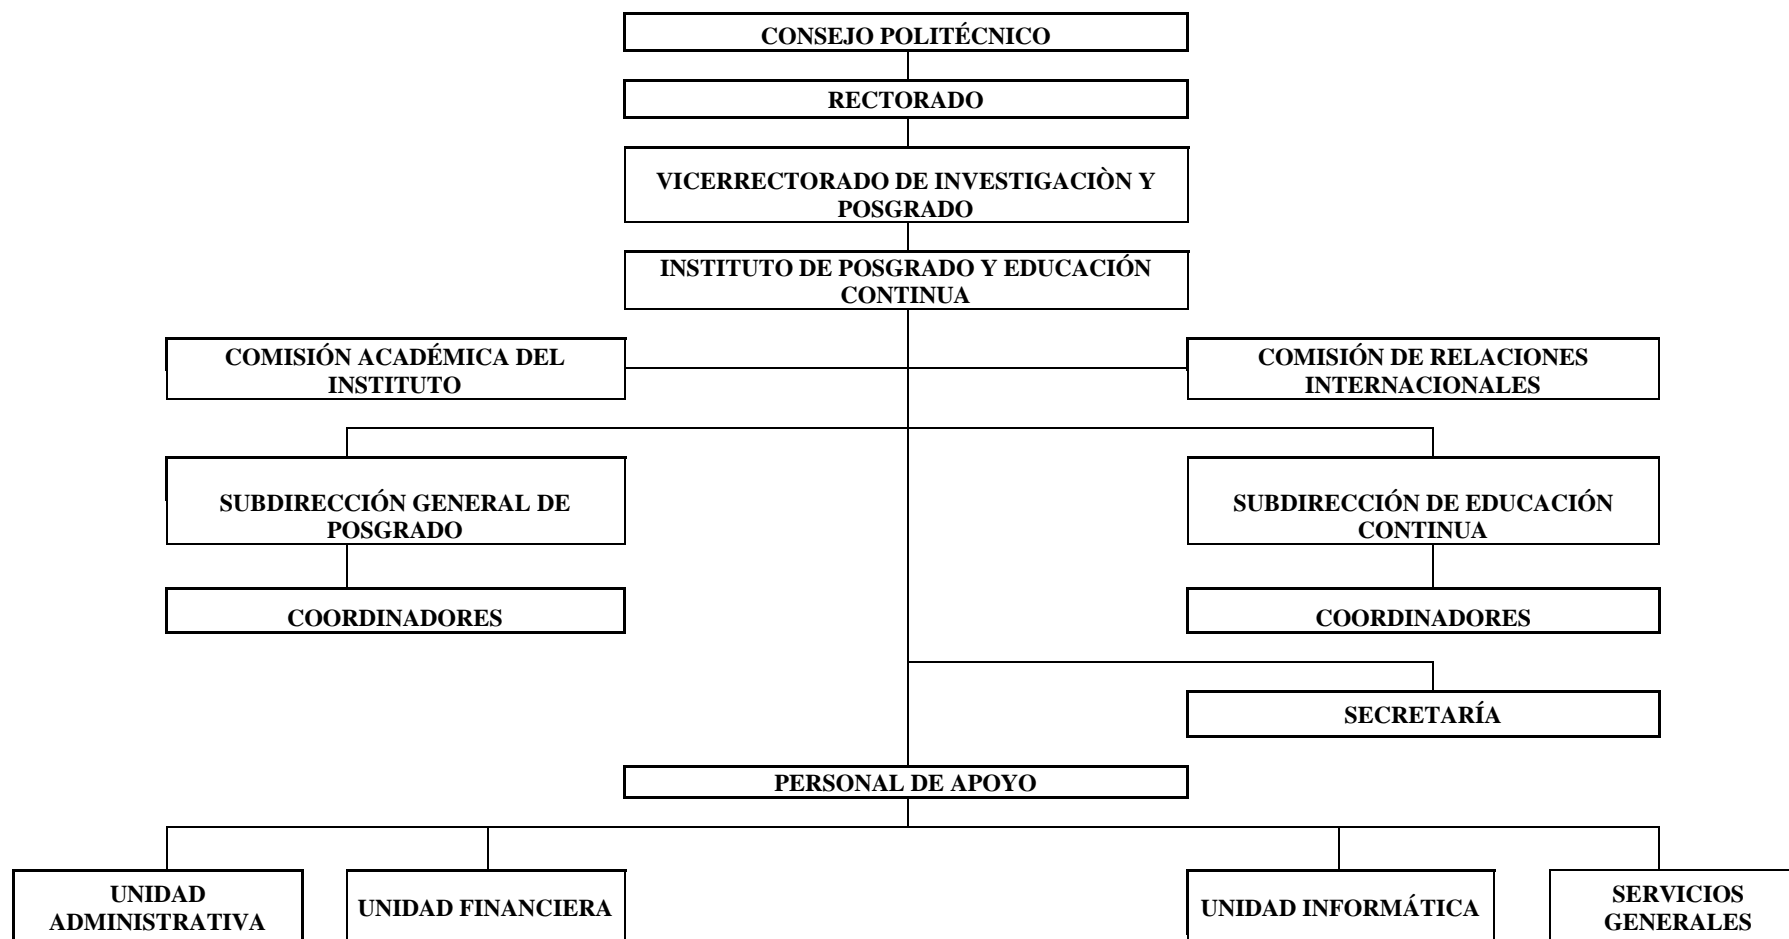 CONSEJO POLITÉCNICO
RECTORADO
VICERRECTORADO DE INVESTIGACIÒN Y
POSGRADO
INSTITUTO DE POSGRADO Y EDUCACIÓN
CONTINUA
COMISIÓN ACADÉMICA DEL
INSTITUTO
COMISIÓN DE RELACIONES
INTERNACIONALES
SUBDIRECCIÓN GENERAL DE
POSGRADO
SUBDIRECCIÓN DE EDUCACIÓN
CONTINUA
COORDINADORES
COORDINADORES
SECRETARÍA
PERSONAL DE APOYO
UNIDAD
ADMINISTRATIVA
UNIDAD FINANCIERA
UNIDAD INFORMÁTICA
SERVICIOS
GENERALES